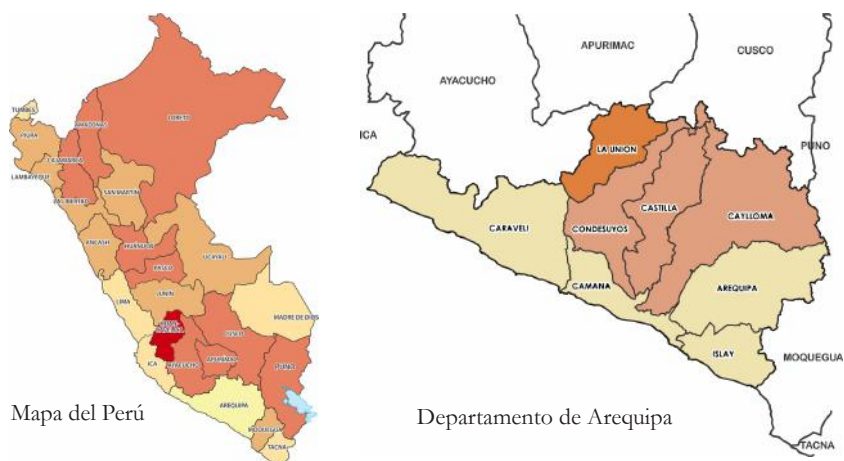 TUMBES
PIURA
LAMBAYEQUE
CAJAMARCA
AMAZONAS
LORETO
LA LIBERTAD
SAN MARTIN
ANCASH
HUANUCO
PASCO
UCAYALI
LIMA
JUNIN
MADRE DE DIOS
CUSCO
ICA
AYACUCHO
APURIMAC
PUNO
AREQUIPA
MOQUEGUA
TACNA
Mapa del Perú
APURIMAC
CUSCO
AYACUCHO
ICA
PUNO
LA UNION
CASTILLA
CARAVELI
CONDESUYOS
CAYLLOMA
CAMANA
AREQUIPA
ISLAY
MOQUEGUA
TACNA
Departamento de Arequipa